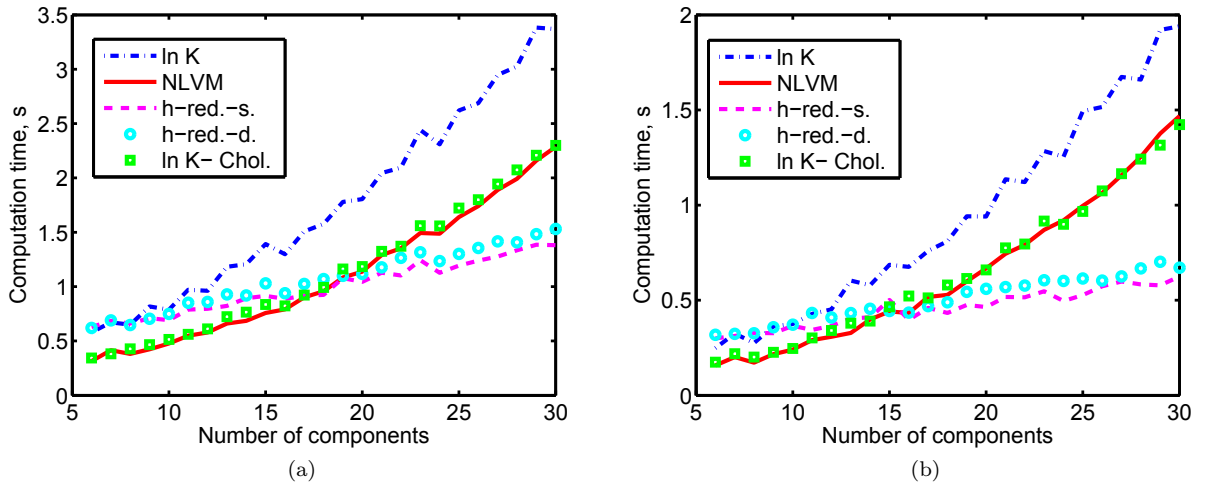 3.5
3
2.5
2
1.5
1
0.5
0
5
10
15
20
25
30
Computation time, s
Number of components
ln K
NLVM
h-red.-s.
h-red.-d.
ln K- Chol.
(a)
2
1.5
1
0.5
0
5
10
15
20
25
30
Computation time, s
Number of components
ln K
NLVM
h-red.-s.
h-red.-d.
ln K- Chol.
(b)